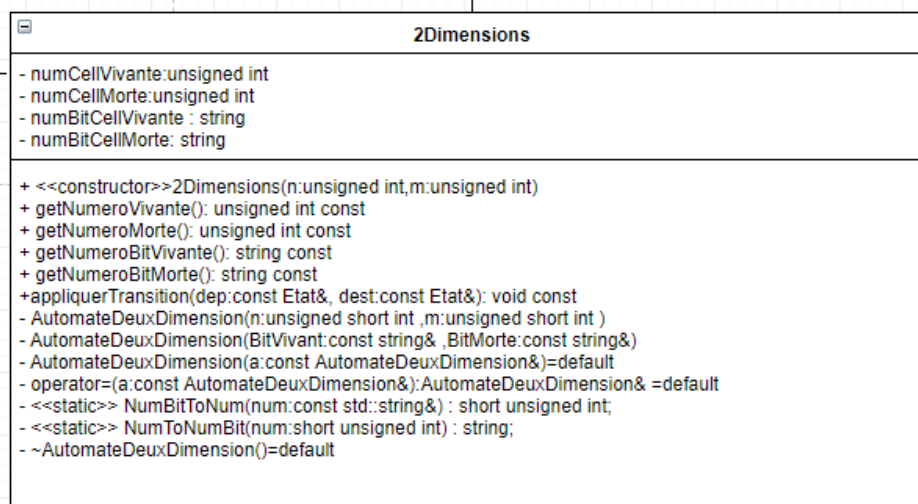 2Dimensions
- numCellVivante:unsigned int
- numCellMorte:unsigned int
- numBitCellVivante : string
- numBitCellMorte: string
+ <<constructor>>2Dimensions(n:unsigned int,m:unsigned int)
+ getNumeroVivante(): unsigned int const
+ getNumeroMorte(): unsigned int const
+ getNumeroBitVivante(): string const
+ getNumeroBitMorte(): string const
+appliquerTransition(dep:const Etat&, dest:const Etat&): void const
- AutomateDeuxDimension(n:unsigned short int ,m:unsigned short int )
- AutomateDeuxDimension(BitVivant:const string& ,BitMorte:const string&)
- AutomateDeuxDimension(a:const AutomateDeuxDimension&)=default
- operator=(a:const AutomateDeuxDimension&):AutomateDeuxDimension& =default
- <<static>> NumBitToNum(num:const std::string&) : short unsigned int;
- <<static>> NumToNumBit(num:short unsigned int) : string;
- ~AutomateDeuxDimension()=default